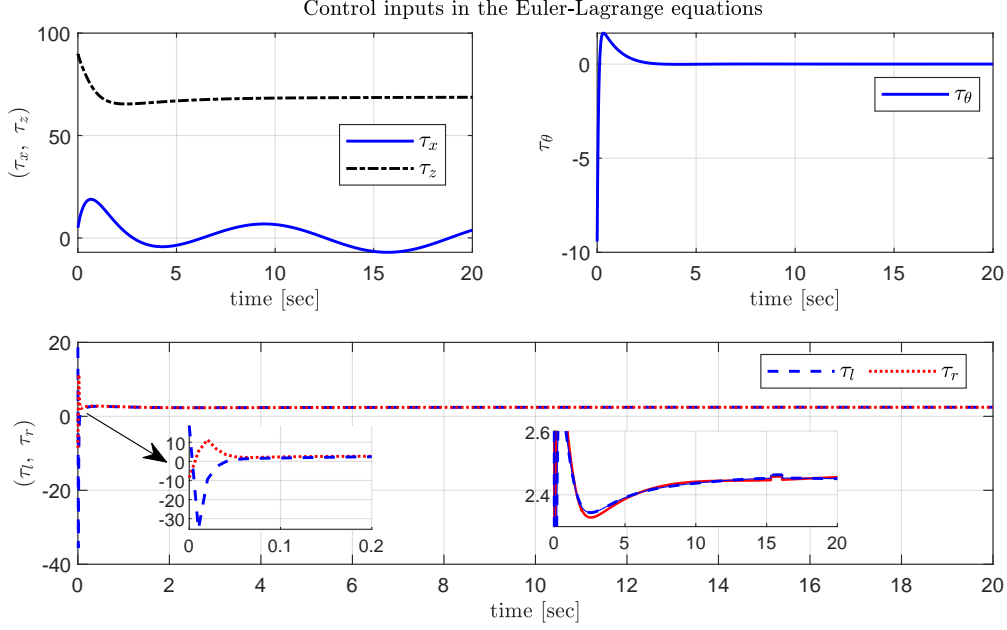 Control inputs in the Euler-Lagrange equations
100
50
0
(τx, τz)
τx
τz
0 5 10 15 20
time [sec]
0
-5
-10
τθ
τθ
0 5 10 15 20
time [sec]
20
0
-20
-40
(τl, τr)
τl τr
10
0
-10
-20
-30
0 0.1 0.2
2.6
2.4
0 5 10 15 20
0 2 4 6 8 10 12 14 16 18 20
time [sec]